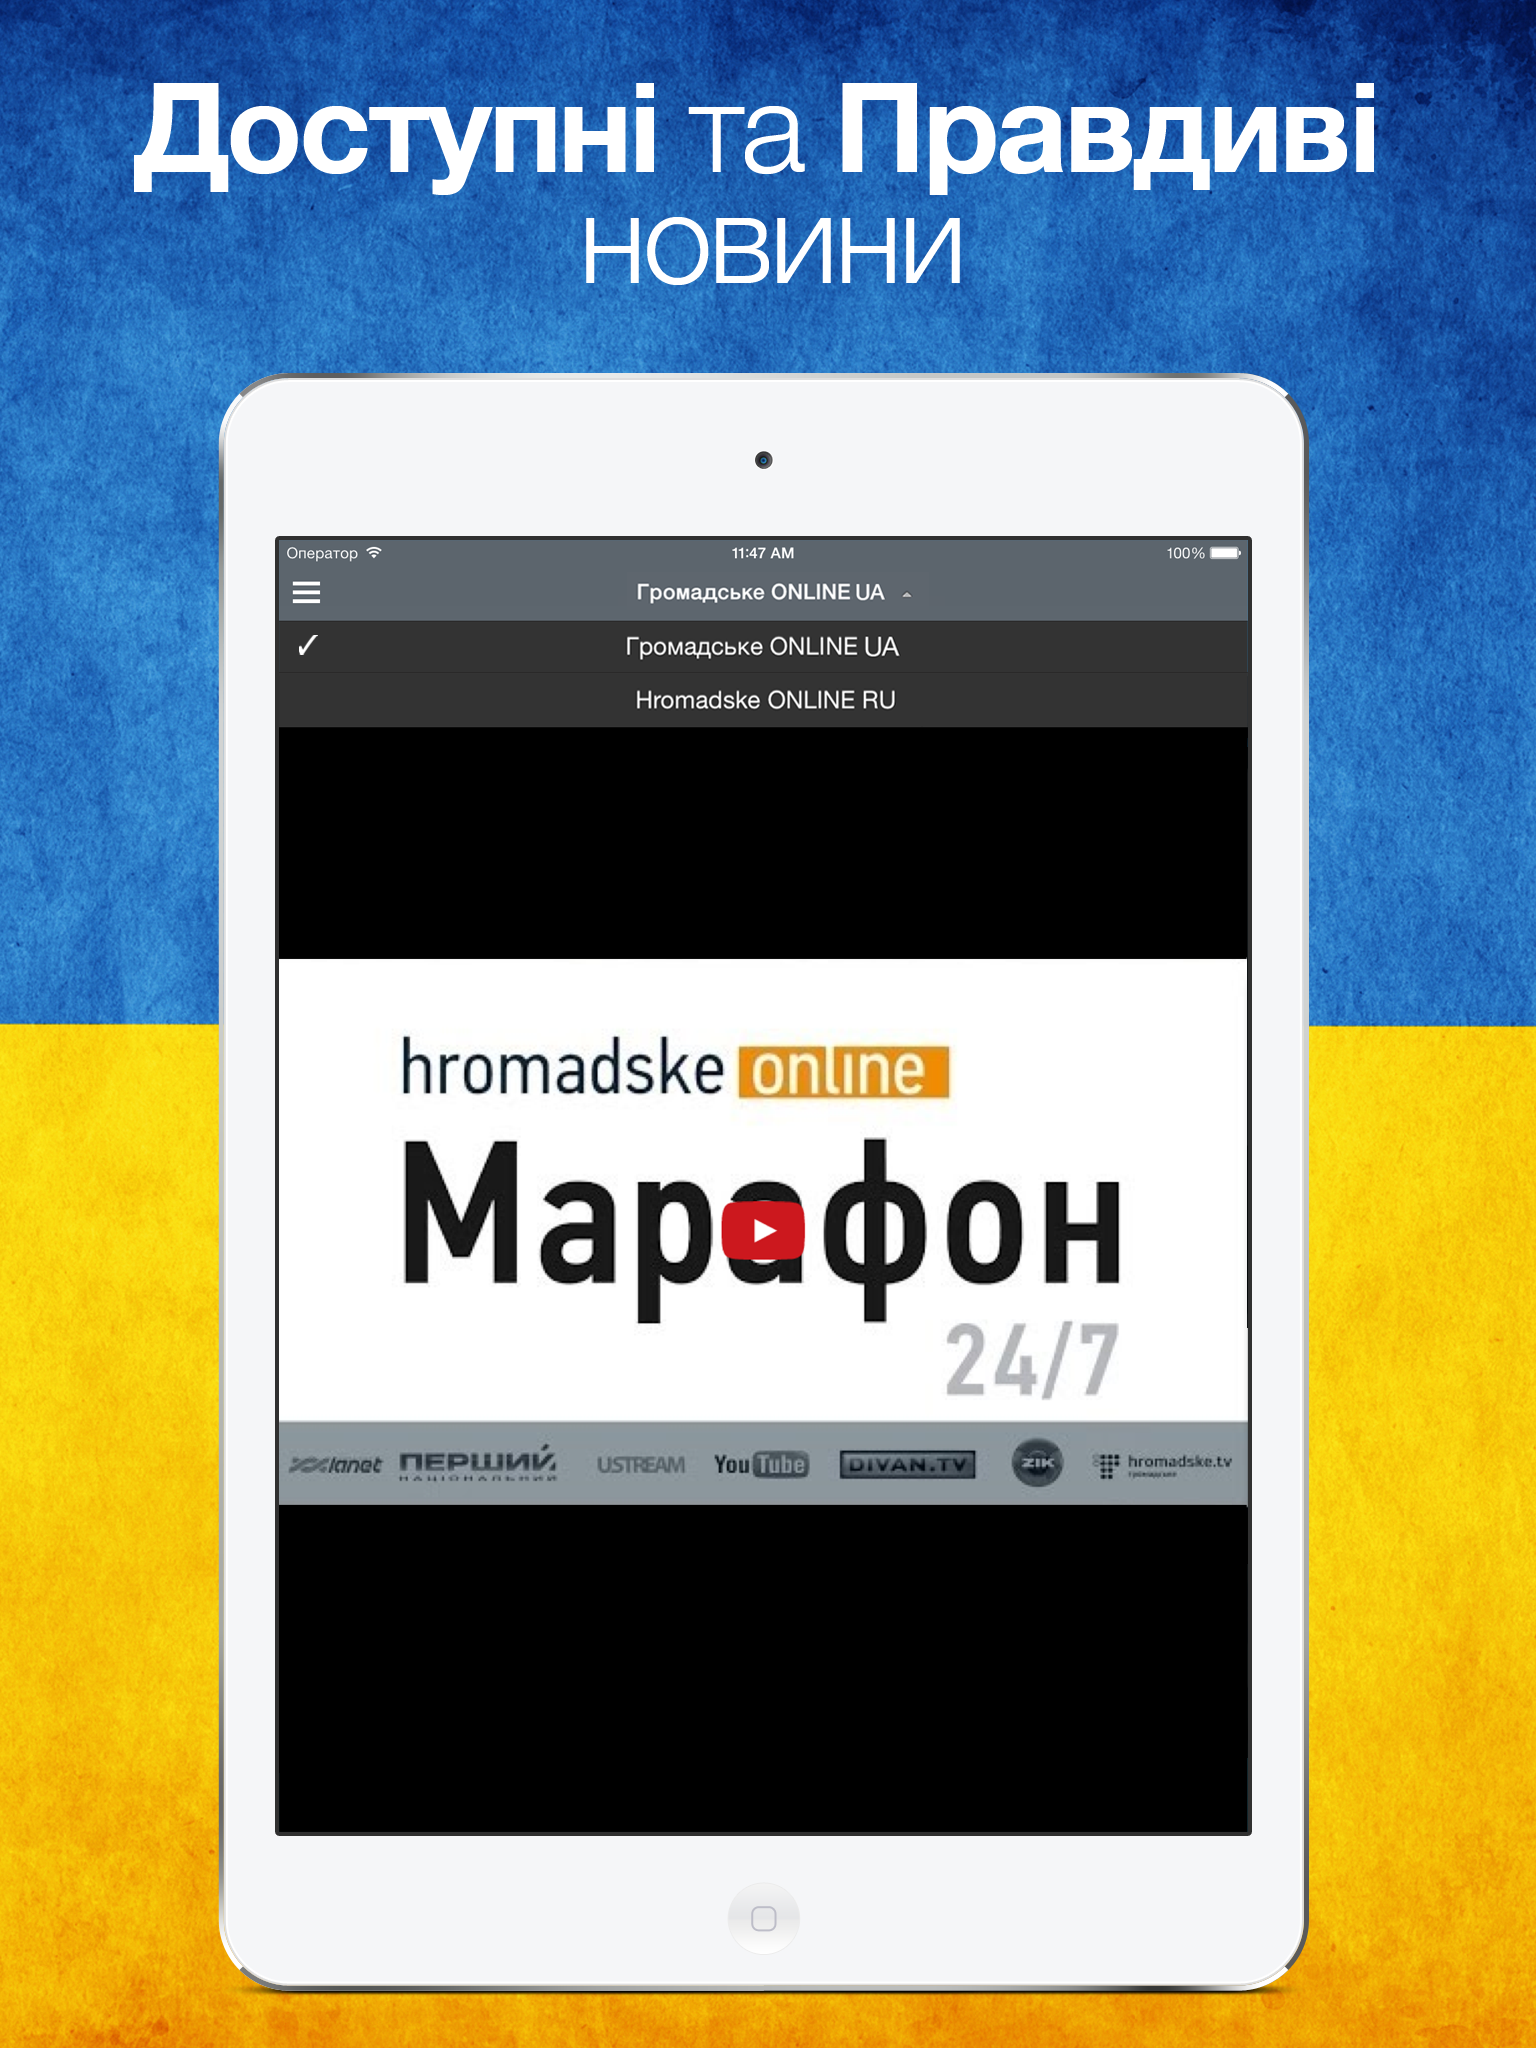 Доступні та Правдиві
НОВИНИ
Оператор 11:47 AM 100%
Громадське ONLINE UA
✓ Громадське ONLINE UA
Hromadske ONLINE RU
hromadske online
Марафон
24/7
lanet ПЕРШИЙ НАЦІОНАЛЬНИЙ USTREAM YouTube DIVAN.TV ZIK hromadske.tv